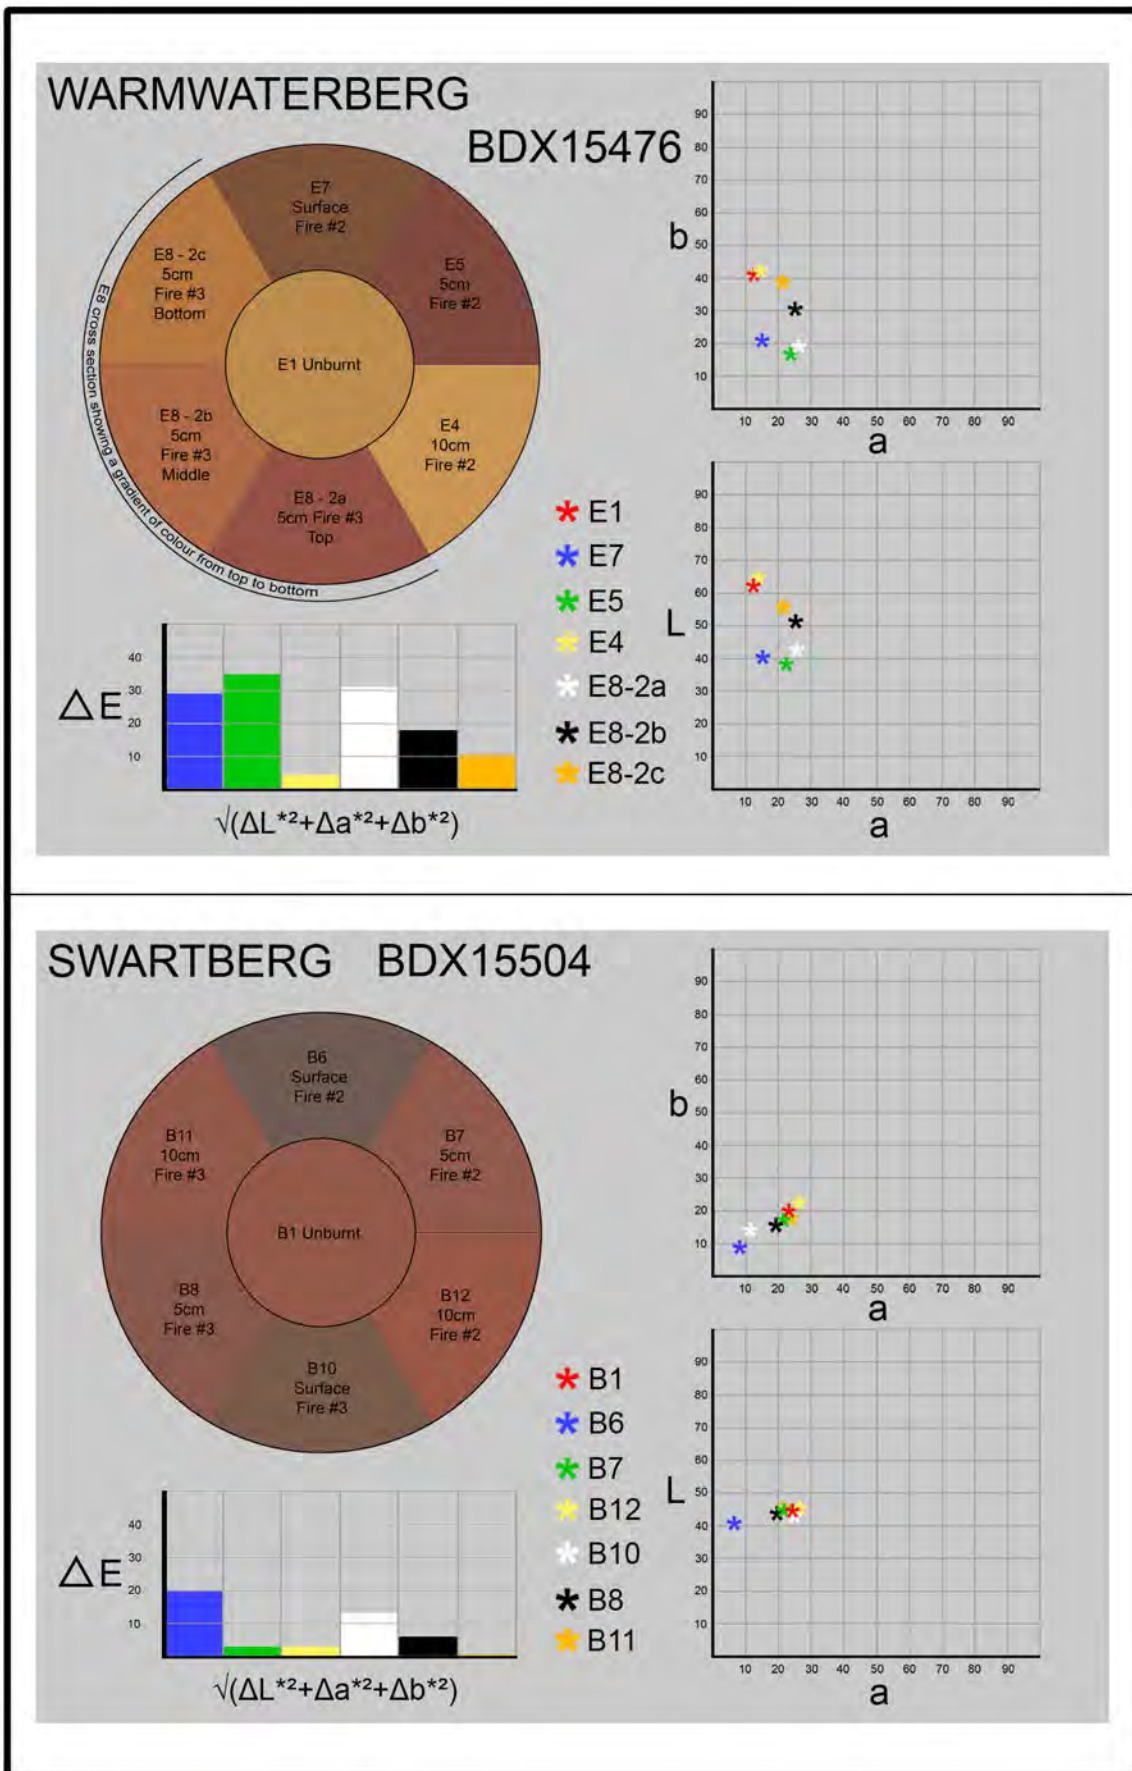 WARMWATERBERG
BDX15476
E7
Surface
Fire #2
E5
5cm
Fire #2
E4
10cm
Fire #2
E8 - 2a
5cm Fire #3
Top
E8 - 2b
5cm
Fire #3
Middle
E8 - 2c
5cm
Fire #3
Bottom
E1 Unburnt
E8 cross section showing a gradient of colour from top to bottom
b
90
80
70
60
50
40
30
20
10
10 20 30 40 50 60 70 80 90
a
L
90
80
70
60
50
40
30
20
10
10 20 30 40 50 60 70 80 90
a
E1
E7
E5
E4
E8-2a
E8-2b
E8-2c
△E
40
30
20
10
√(ΔL*²+Δa*²+Δb*²)
SWARTBERG BDX15504
B6
Surface
Fire #2
B7
5cm
Fire #2
B12
10cm
Fire #2
B10
Surface
Fire #3
B8
5cm
Fire #3
B11
10cm
Fire #3
B1 Unburnt
b
90
80
70
60
50
40
30
20
10
10 20 30 40 50 60 70 80 90
a
L
90
80
70
60
50
40
30
20
10
10 20 30 40 50 60 70 80 90
a
B1
B6
B7
B12
B10
B8
B11
△E
40
30
20
10
√(ΔL*²+Δa*²+Δb*²)